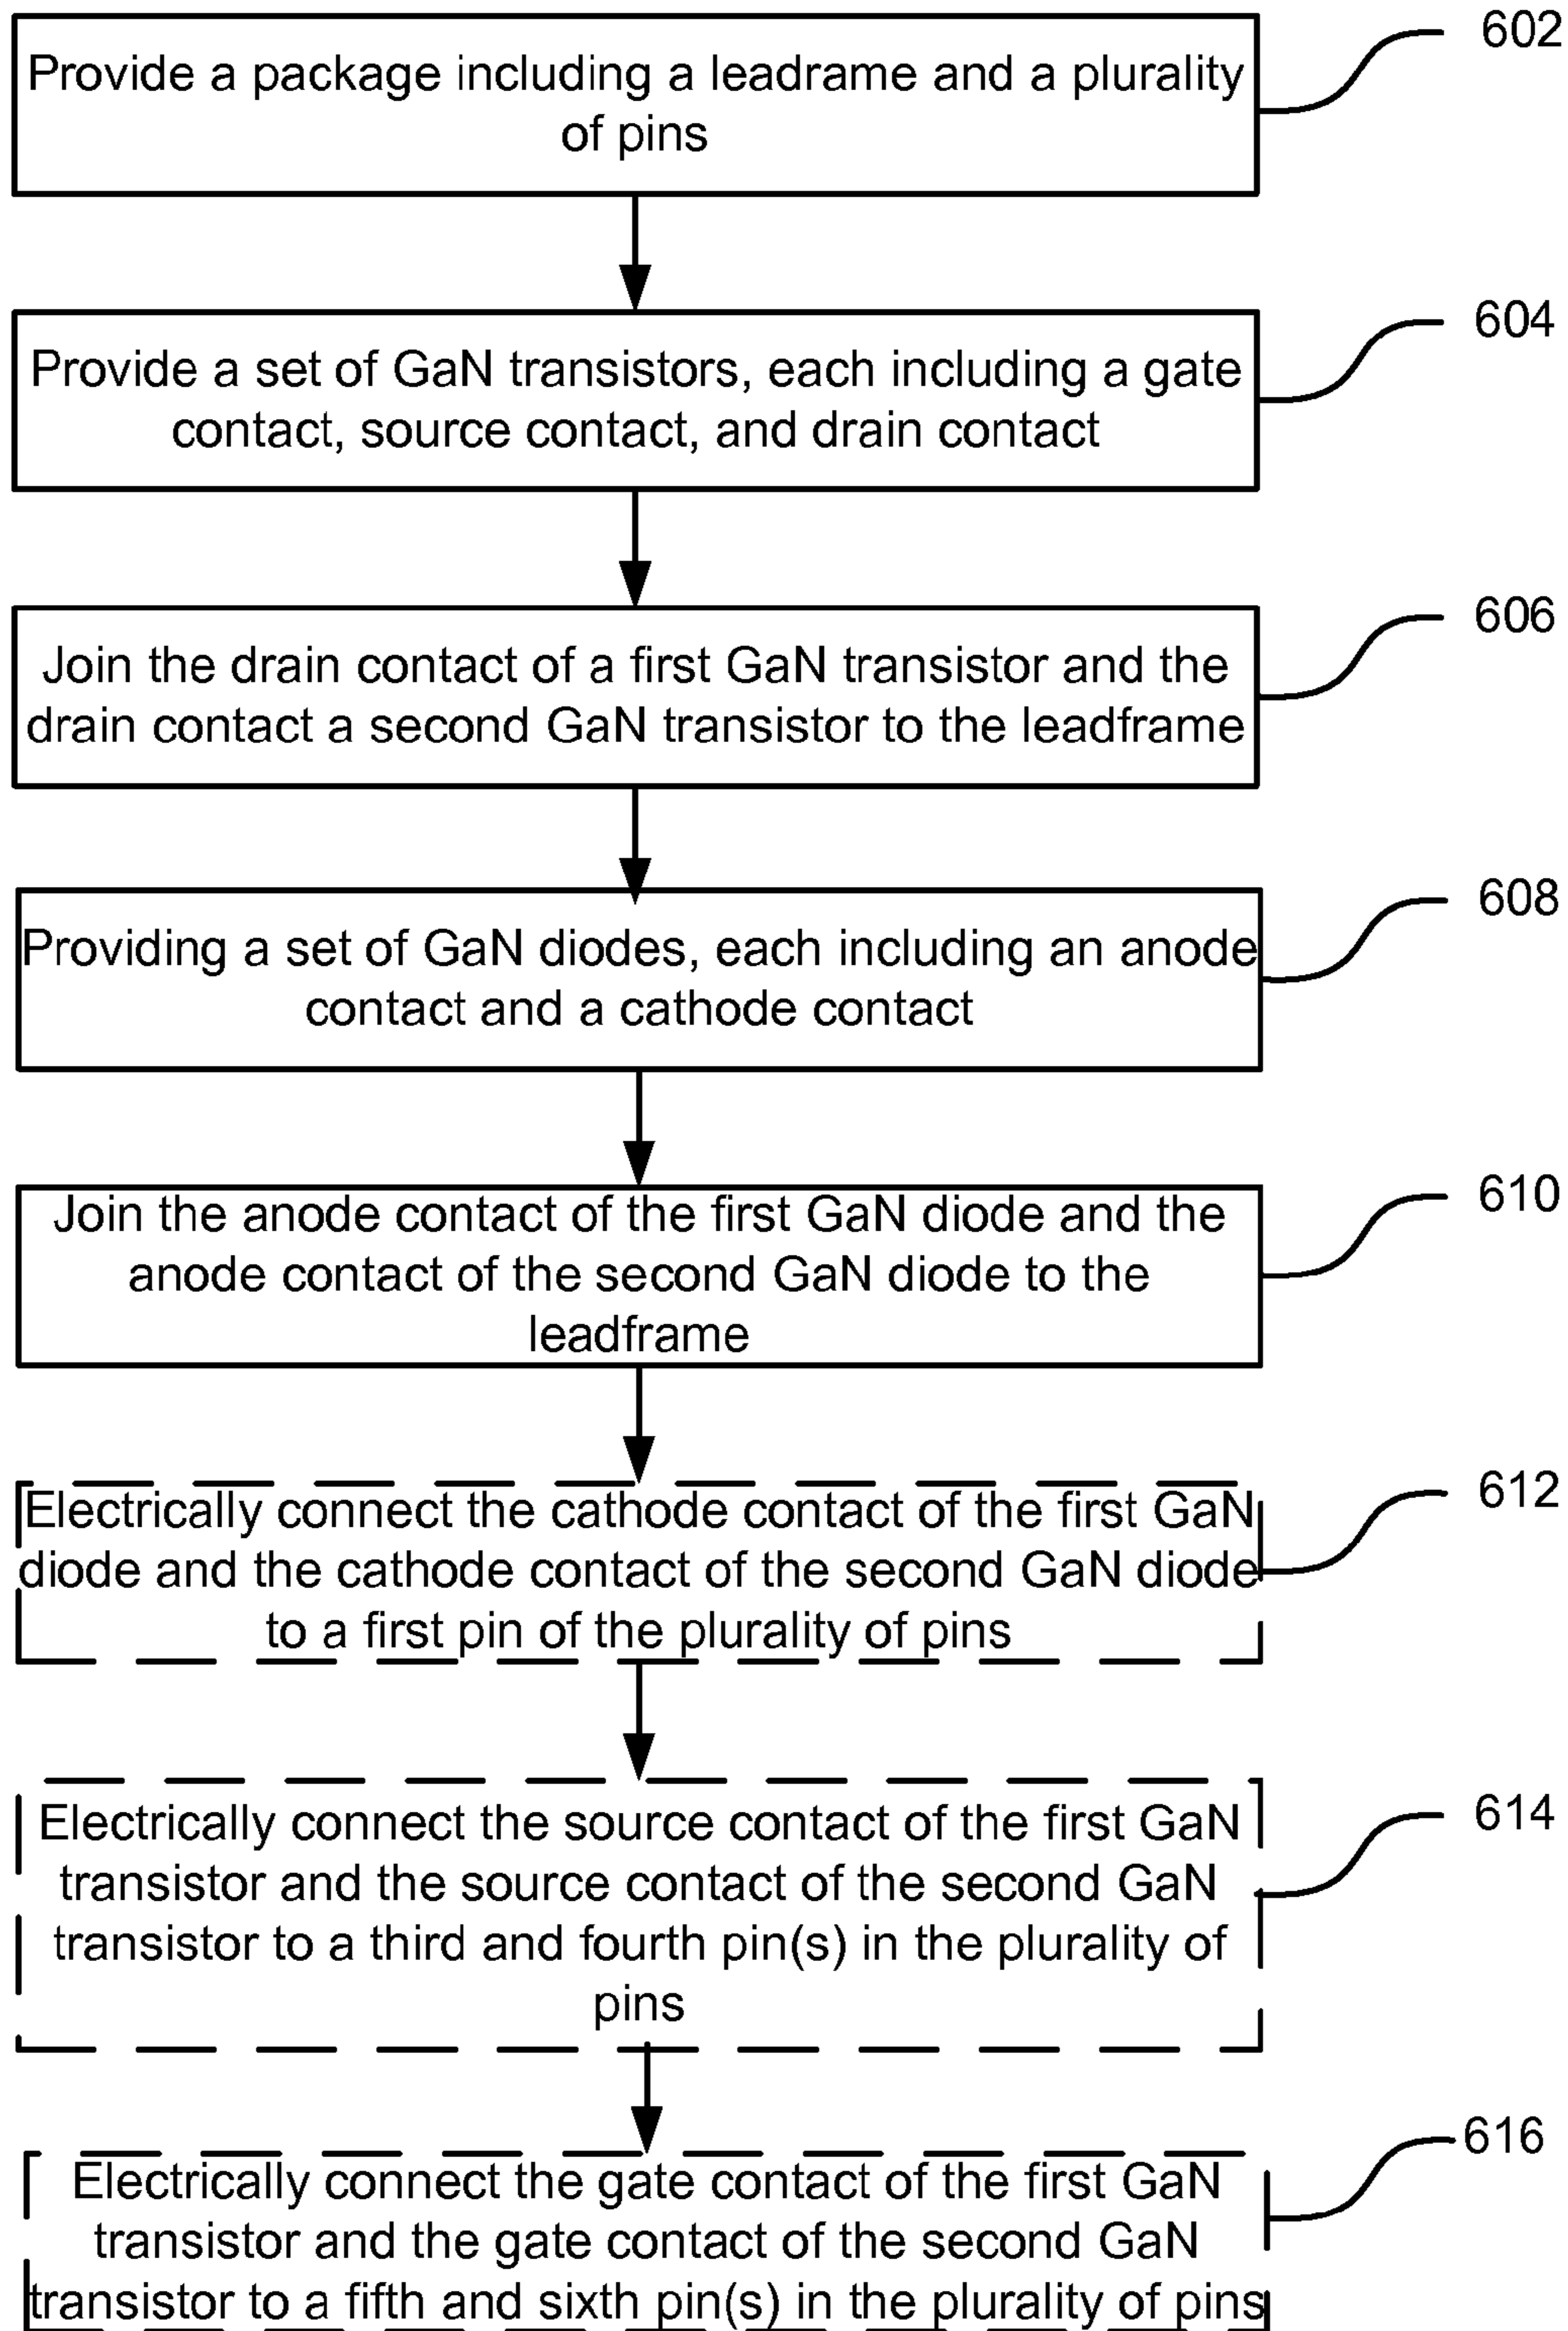 602
Provide a package including a leadrame and a plurality
of pins
604
Provide a set of GaN transistors, each including a gate
contact, source contact, and drain contact
606
Join the drain contact of a first GaN transistor and the
drain contact a second GaN transistor to the leadframe
608
Providing a set of GaN diodes, each including an anode
contact and a cathode contact
610
Join the anode contact of the first GaN diode and the
anode contact of the second GaN diode to the
leadframe
612
Electrically connect the cathode contact of the first GaN
diode and the cathode contact of the second GaN diode
to a first pin of the plurality of pins
614
Electrically connect the source contact of the first GaN
transistor and the source contact of the second GaN
transistor to a third and fourth pin(s) in the plurality of
pins
616
Electrically connect the gate contact of the first GaN
transistor and the gate contact of the second GaN
transistor to a fifth and sixth pin(s) in the plurality of pins